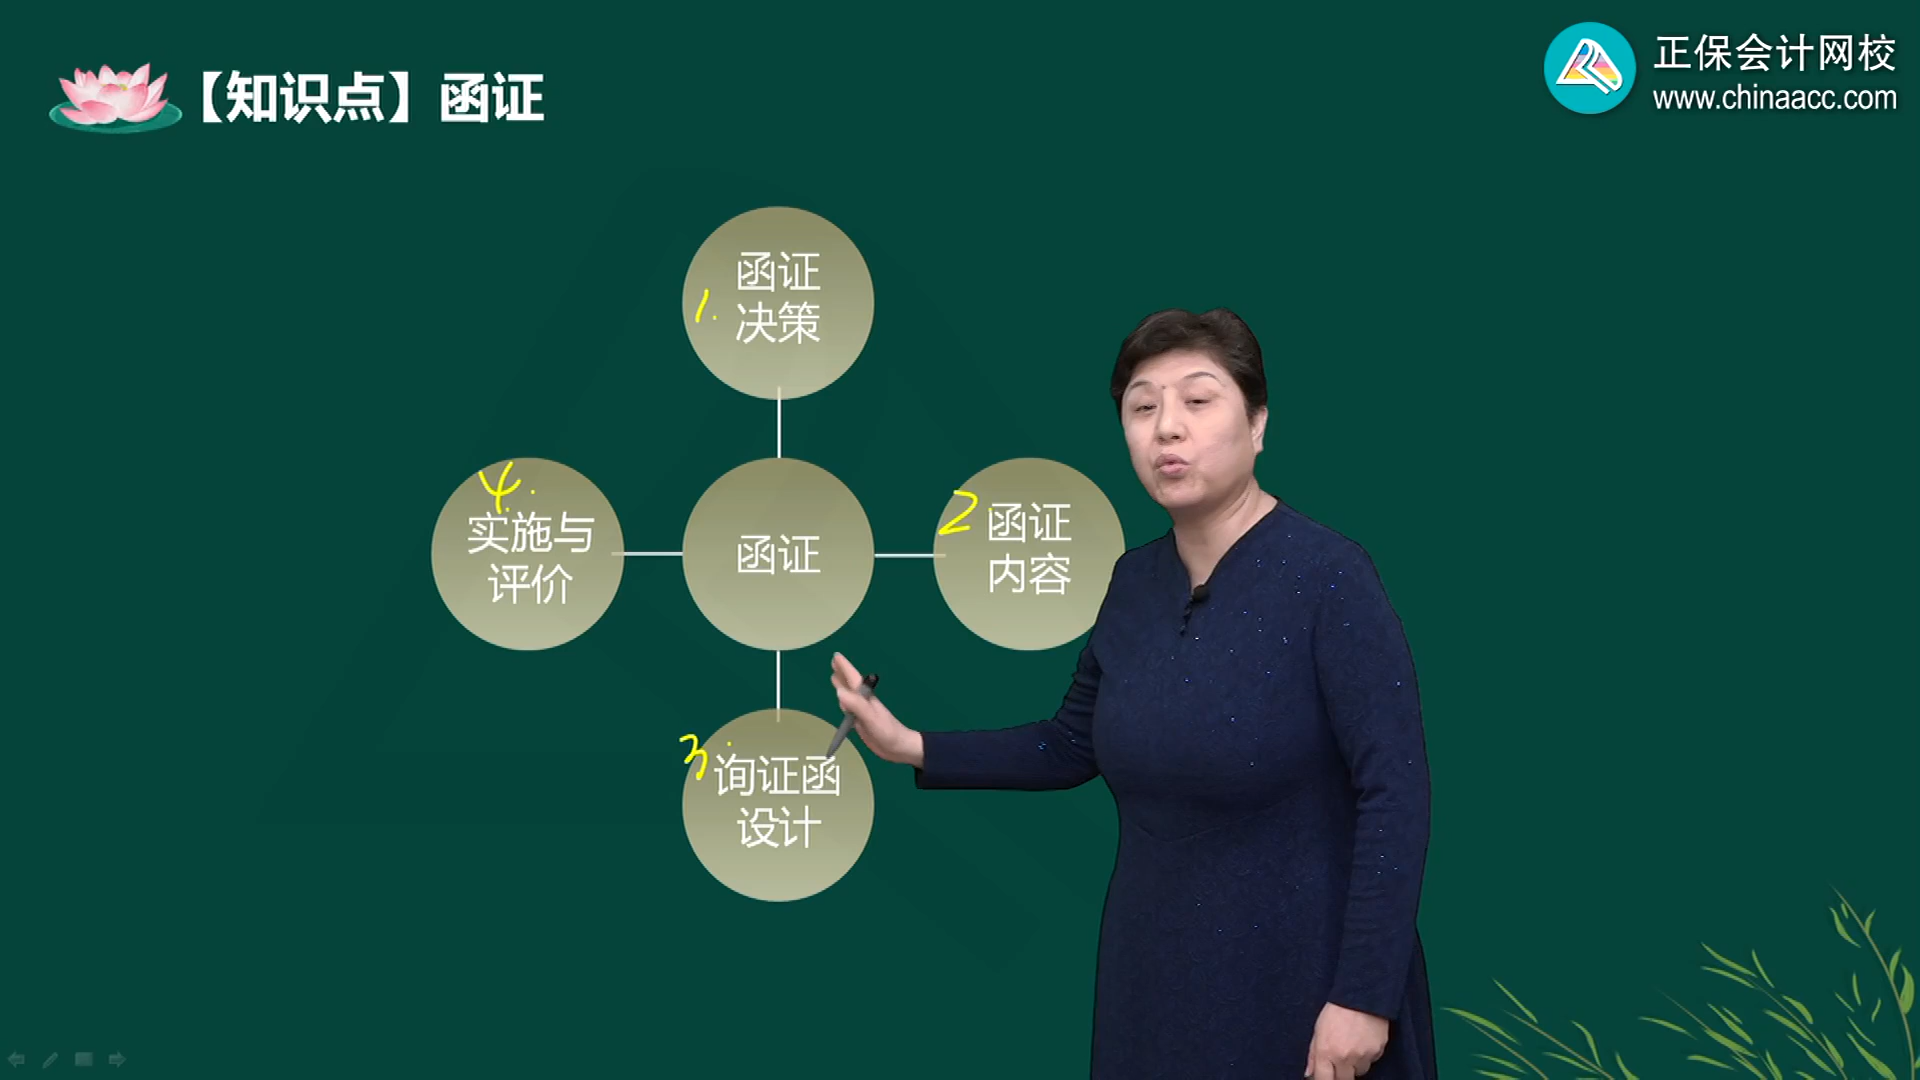 【知识点】函证
正保会计网校
www.chinaacc.com
函证
决策
1.
4.
实施与
评价
函证
2.
函证
内容
3.
询证函
设计